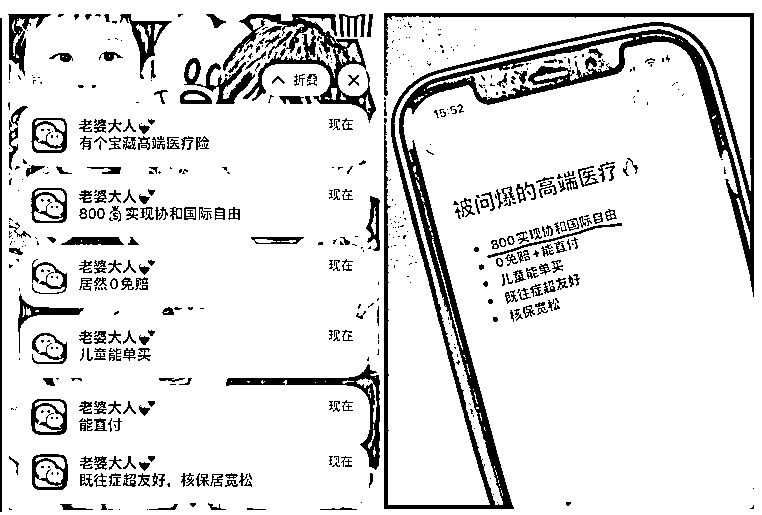 折叠
老婆大人
现在
有个宝藏高端医疗险
老婆大人
现在
800💰实现协和国际自由
老婆大人
现在
居然0免赔
老婆大人
现在
儿童能单买
老婆大人
现在
能直付
老婆大人
现在
既往症超友好，核保居宽松
15:52
被问爆的高端医疗🔥
• 800实现协和国际自由
• 0免赔+能直付
• 儿童能单买
• 既往症超友好
• 核保宽松